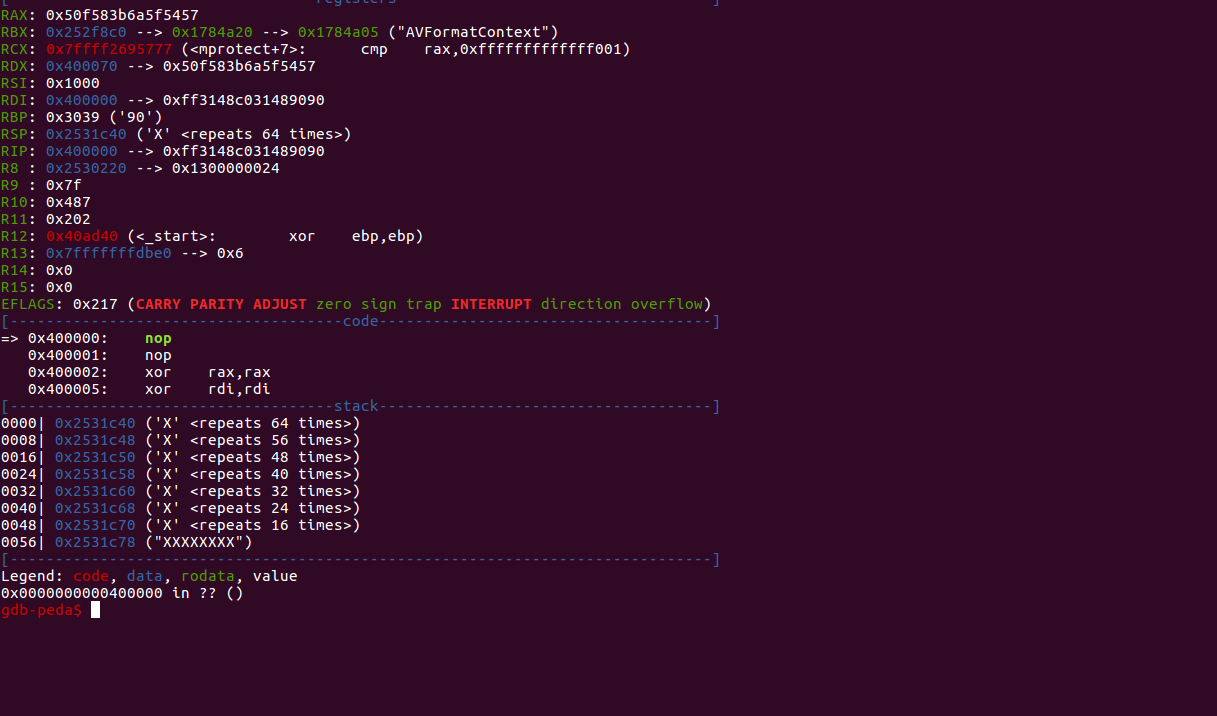 [-----------------------------------registers-----------------------------------]
RAX: 0x50f583b6a5f5457
RBX: 0x252f8c0 --> 0x1784a20 --> 0x1784a05 ("AVFormatContext")
RCX: 0x7ffff2695777 (<mprotect+7>:      cmp    rax,0xfffffffffffff001)
RDX: 0x400070 --> 0x50f583b6a5f5457
RSI: 0x1000
RDI: 0x400000 --> 0xff3148c031489090
RBP: 0x3039 ('90')
RSP: 0x2531c40 ('X' <repeats 64 times>)
RIP: 0x400000 --> 0xff3148c031489090
R8 : 0x2530220 --> 0x1300000024
R9 : 0x7f
R10: 0x487
R11: 0x202
R12: 0x40ad40 (<_start>:        xor    ebp,ebp)
R13: 0x7fffffffdbe0 --> 0x6
R14: 0x0
R15: 0x0
EFLAGS: 0x217 (CARRY PARITY ADJUST zero sign trap INTERRUPT direction overflow)
[-------------------------------------code-------------------------------------]
=> 0x400000:    nop
   0x400001:    nop
   0x400002:    xor    rax,rax
   0x400005:    xor    rdi,rdi
[------------------------------------stack-------------------------------------]
0000| 0x2531c40 ('X' <repeats 64 times>)
0008| 0x2531c48 ('X' <repeats 56 times>)
0016| 0x2531c50 ('X' <repeats 48 times>)
0024| 0x2531c58 ('X' <repeats 40 times>)
0032| 0x2531c60 ('X' <repeats 32 times>)
0040| 0x2531c68 ('X' <repeats 24 times>)
0048| 0x2531c70 ('X' <repeats 16 times>)
0056| 0x2531c78 ("XXXXXXXX")
[------------------------------------------------------------------------------]
Legend: code, data, rodata, value
0x0000000000400000 in ?? ()
gdb-peda$